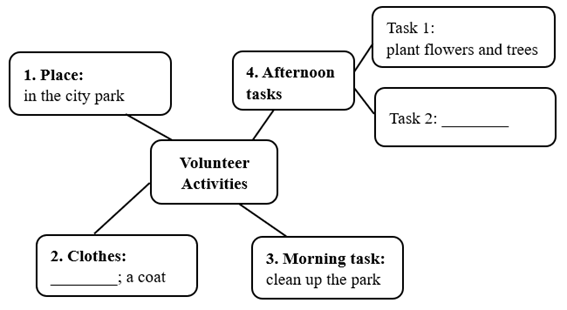 1. Place:
in the city park
4. Afternoon
tasks
Task 1:
plant flowers and trees
Task 2: ________
Volunteer
Activities
2. Clothes:
________; a coat
3. Morning task:
clean up the park